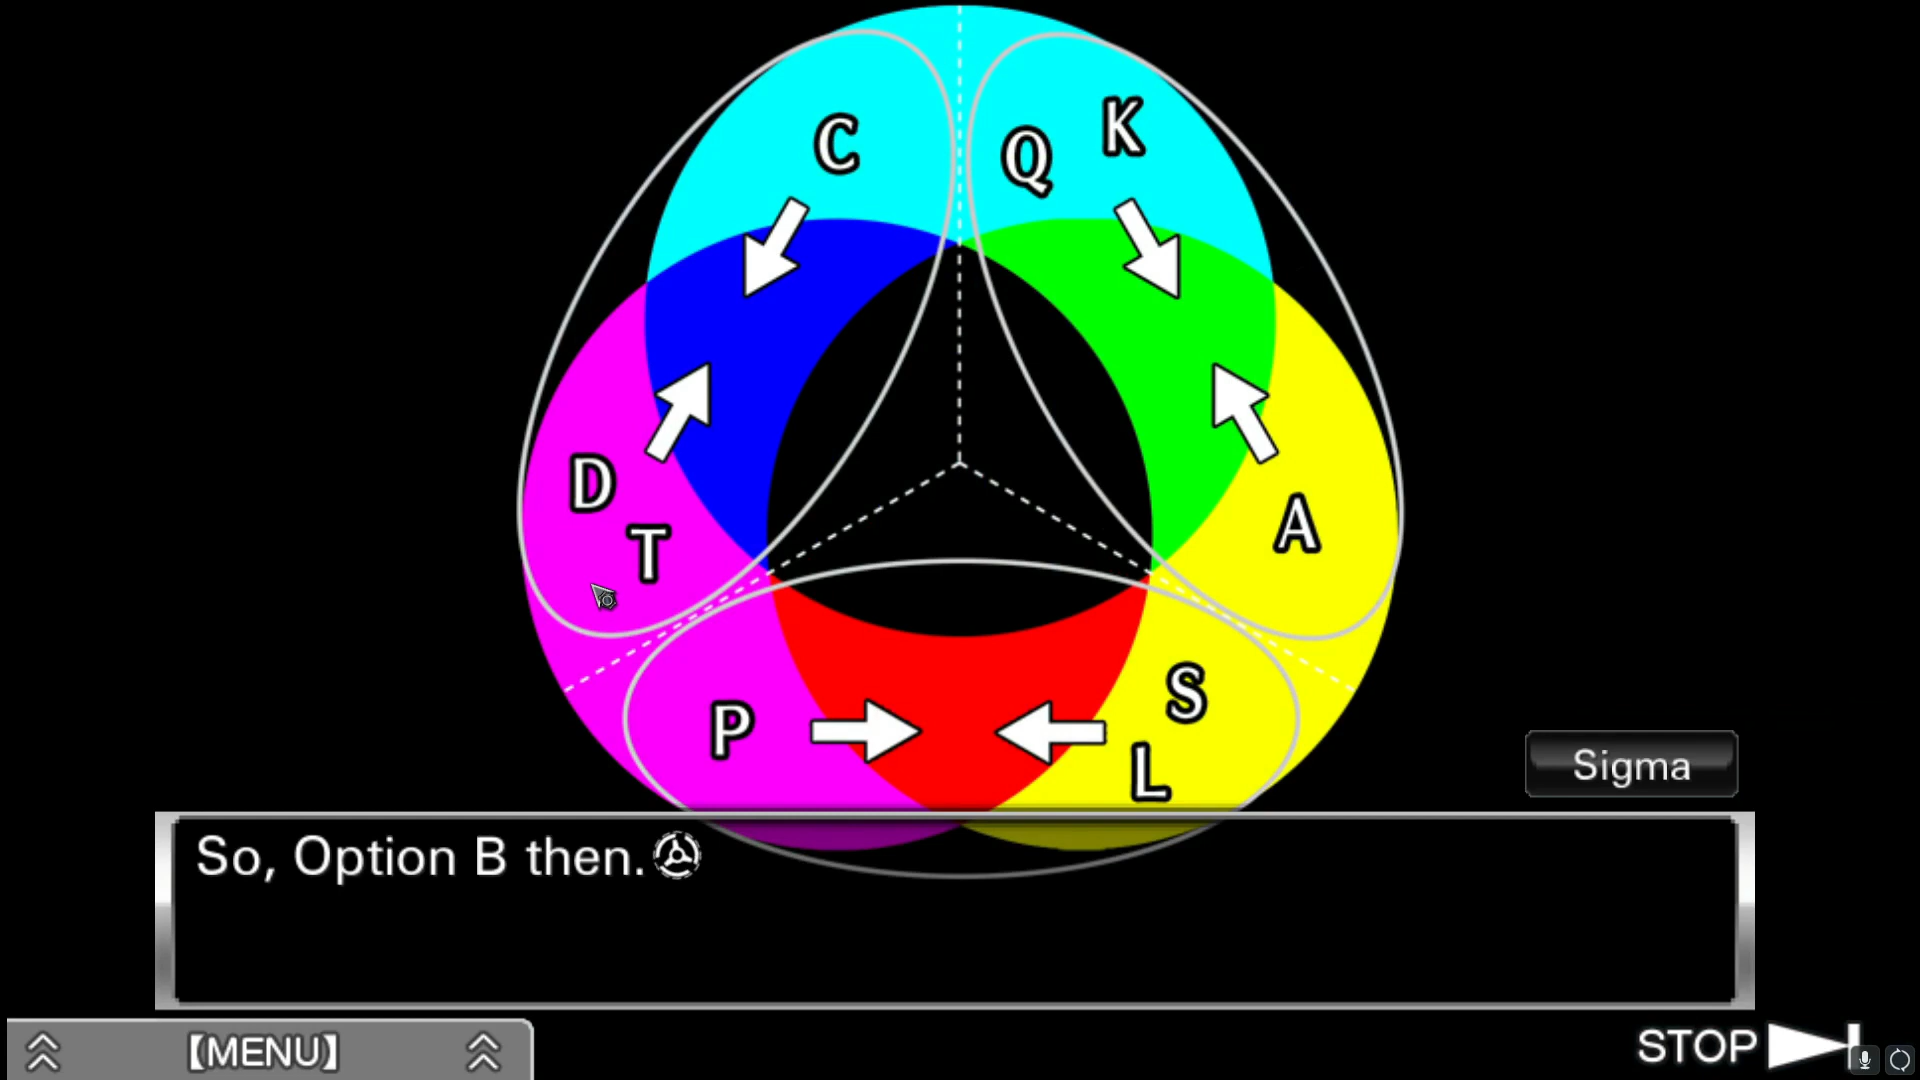 C
Q K
D
T
A
P
S
L
Sigma
So, Option B then.
【MENU】
STOP